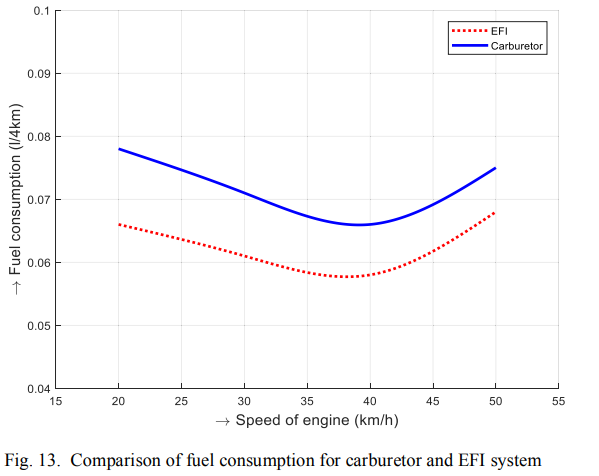 0.1
EFI
Carburetor
0.09
0.08
0.07
0.06
0.05
0.04
→ Fuel consumption (l/4km)
15 20 25 30 35 40 45 50 55
→ Speed of engine (km/h)
Fig. 13. Comparison of fuel consumption for carburetor and EFI system